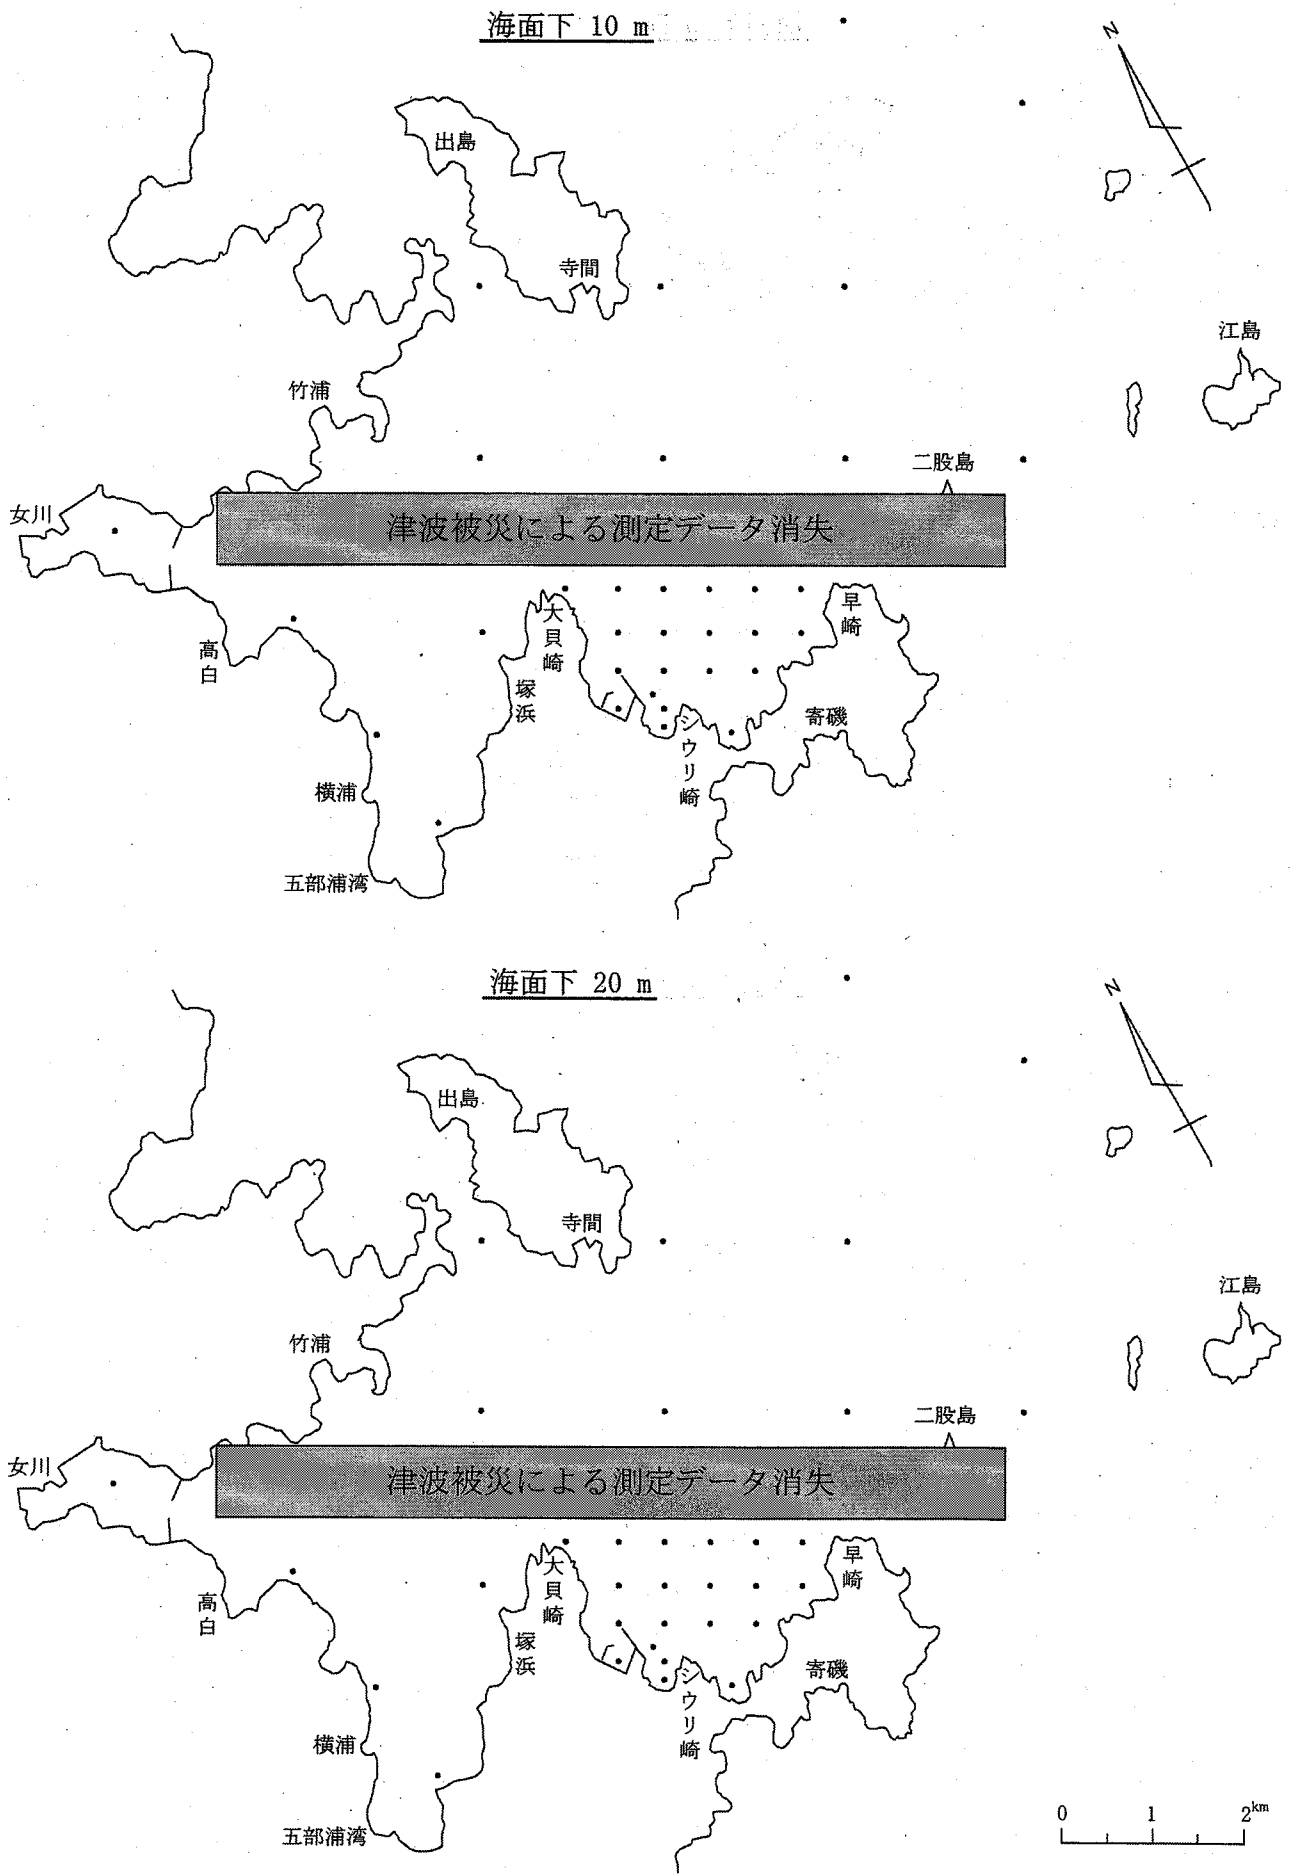 海面下 10 m
N
出島
寺間
江島
竹浦
二股島
女川
津波被災による測定データ消失
大貝崎
早崎
高白
塚浜
シウリ崎
寄磯
横浦
五部浦湾
海面下 20 m
N
出島
寺間
江島
竹浦
二股島
女川
津波被災による測定データ消失
大貝崎
早崎
高白
塚浜
シウリ崎
寄磯
横浦
五部浦湾
0 1 2km